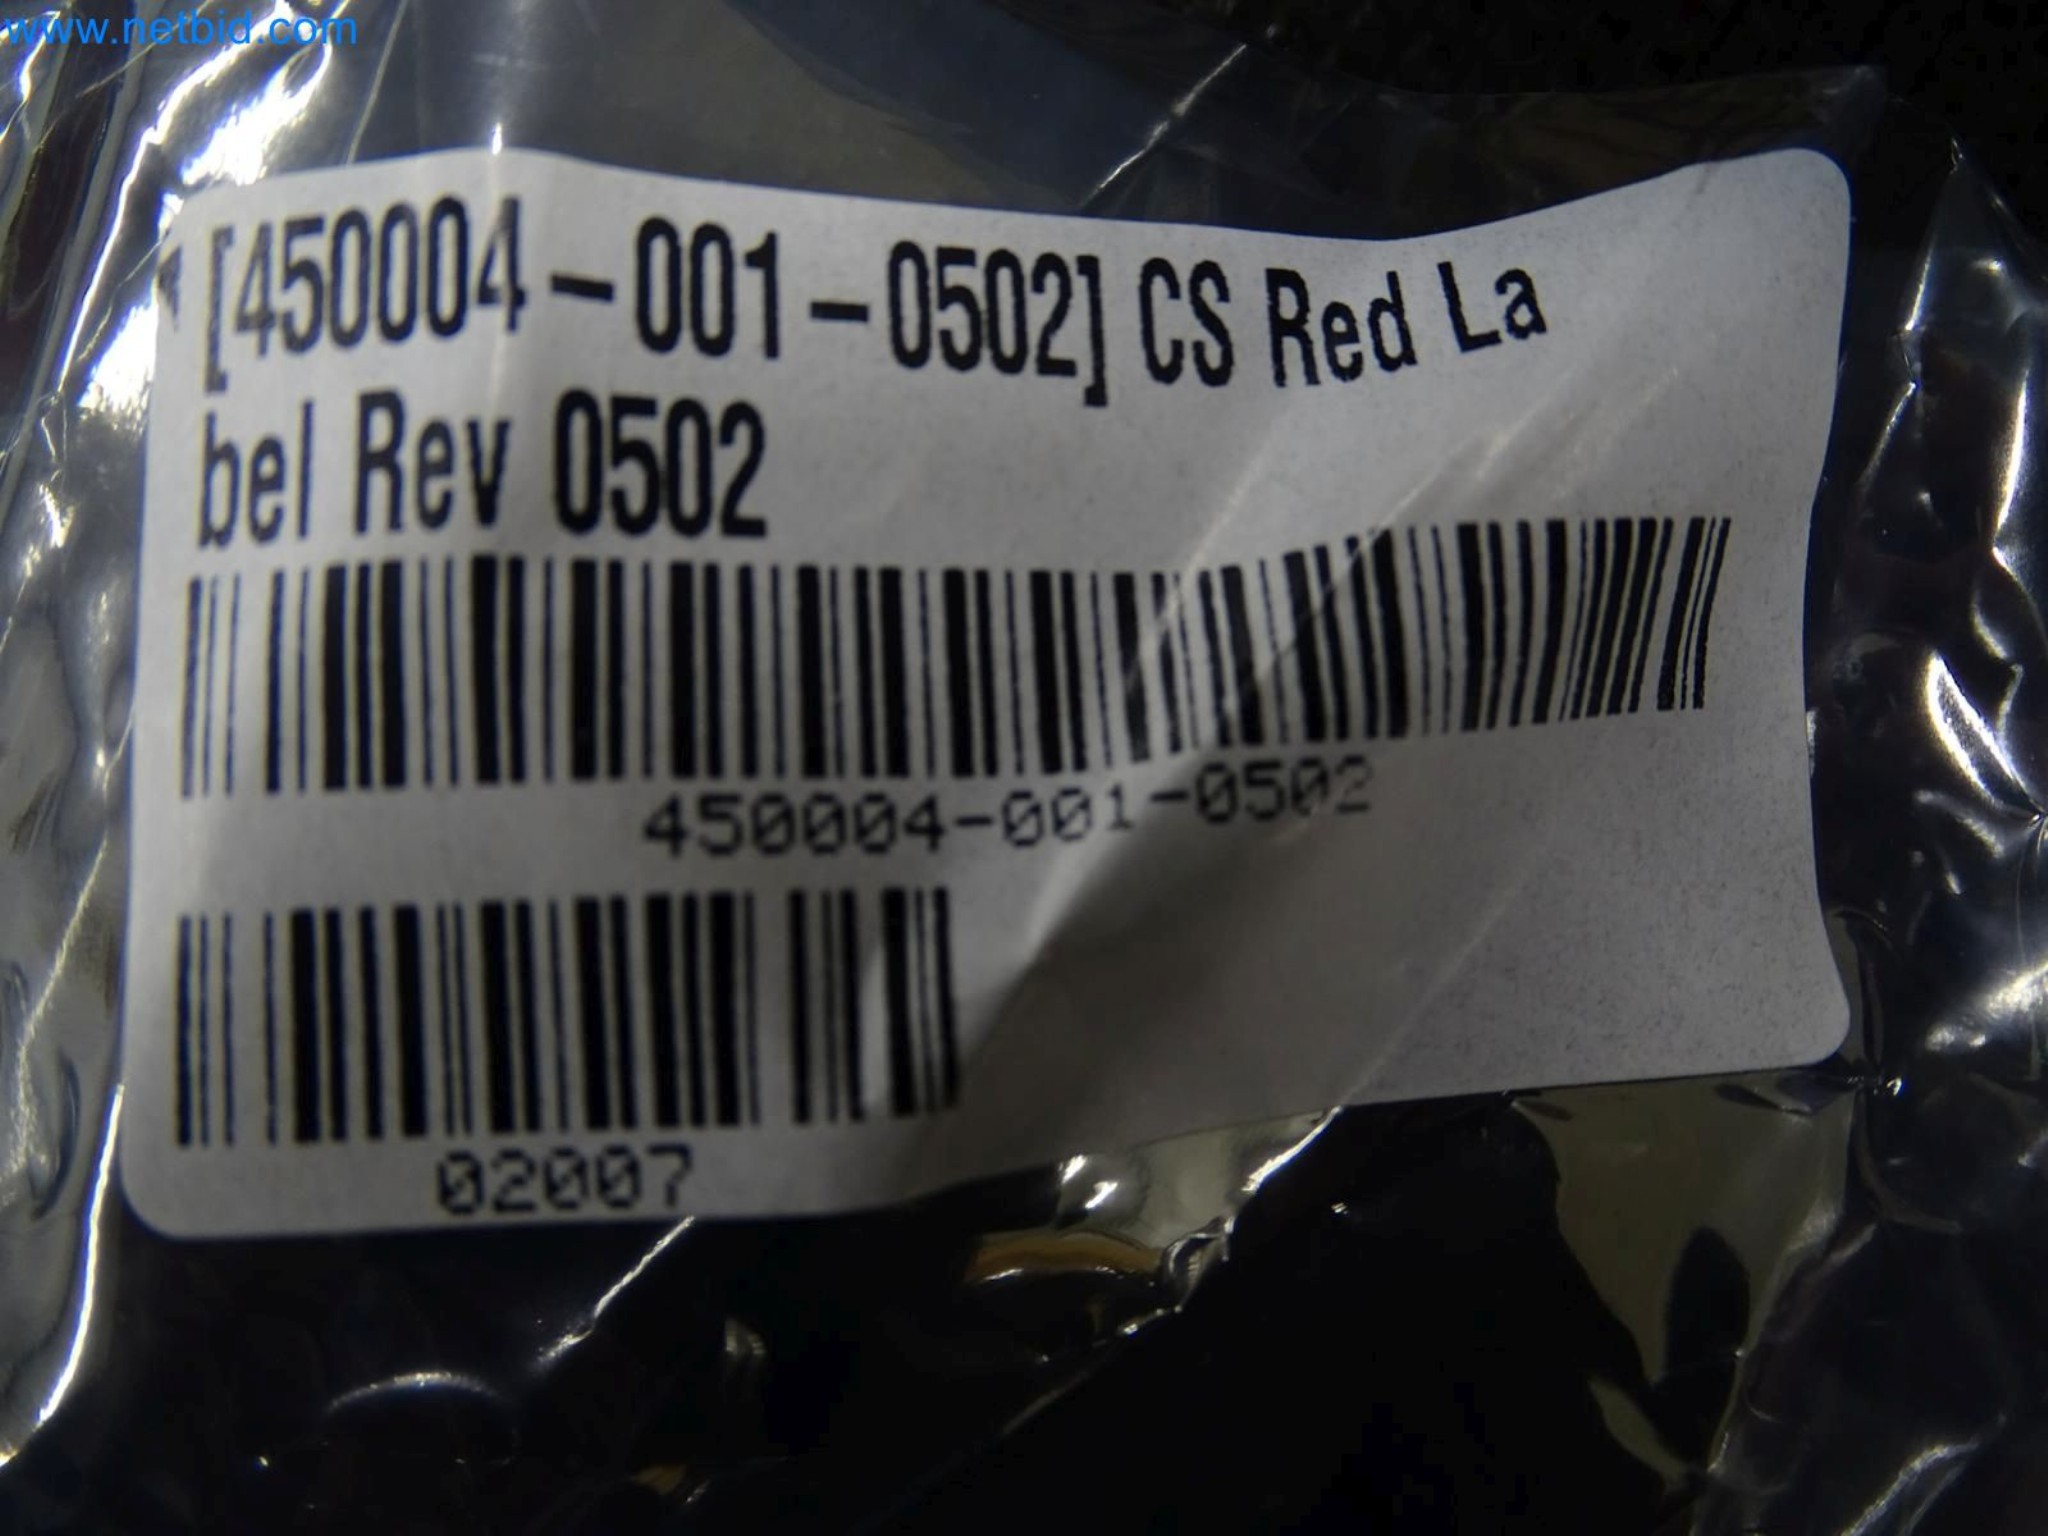 www.netbid.com
[450004-001-0502] CS Red La
bel Rev 0502
450004-001-0502
02007